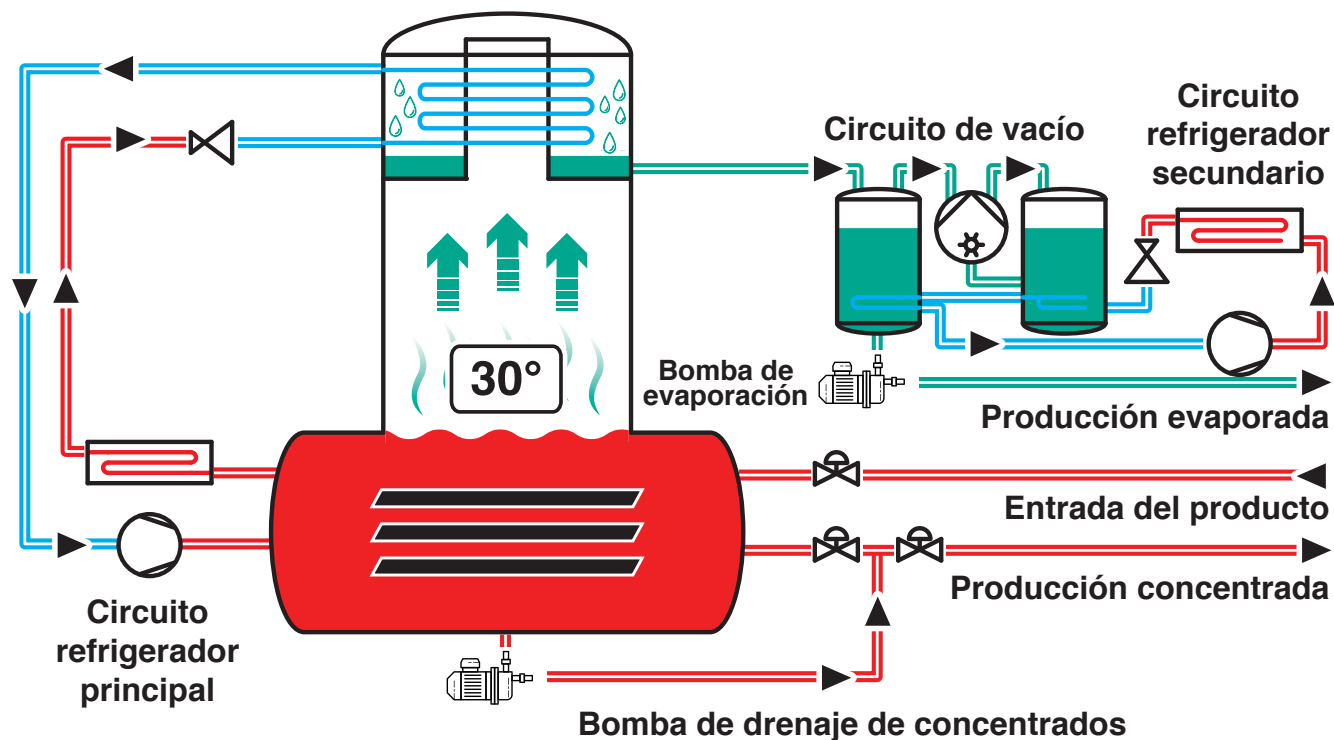 Circuito de vacío
Circuito
refrigerador
secundario
30°
Bomba de
evaporación
Producción evaporada
Entrada del producto
Producción concentrada
Circuito
refrigerador
principal
Bomba de drenaje de concentrados